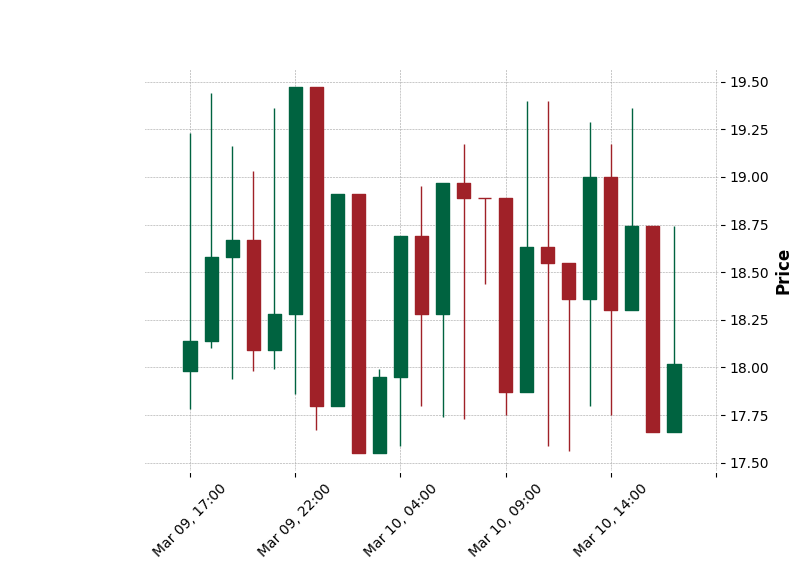 19.50
19.25
19.00
18.75
18.50
18.25
18.00
17.75
17.50
Price
Mar 09, 17:00
Mar 09, 22:00
Mar 10, 04:00
Mar 10, 09:00
Mar 10, 14:00